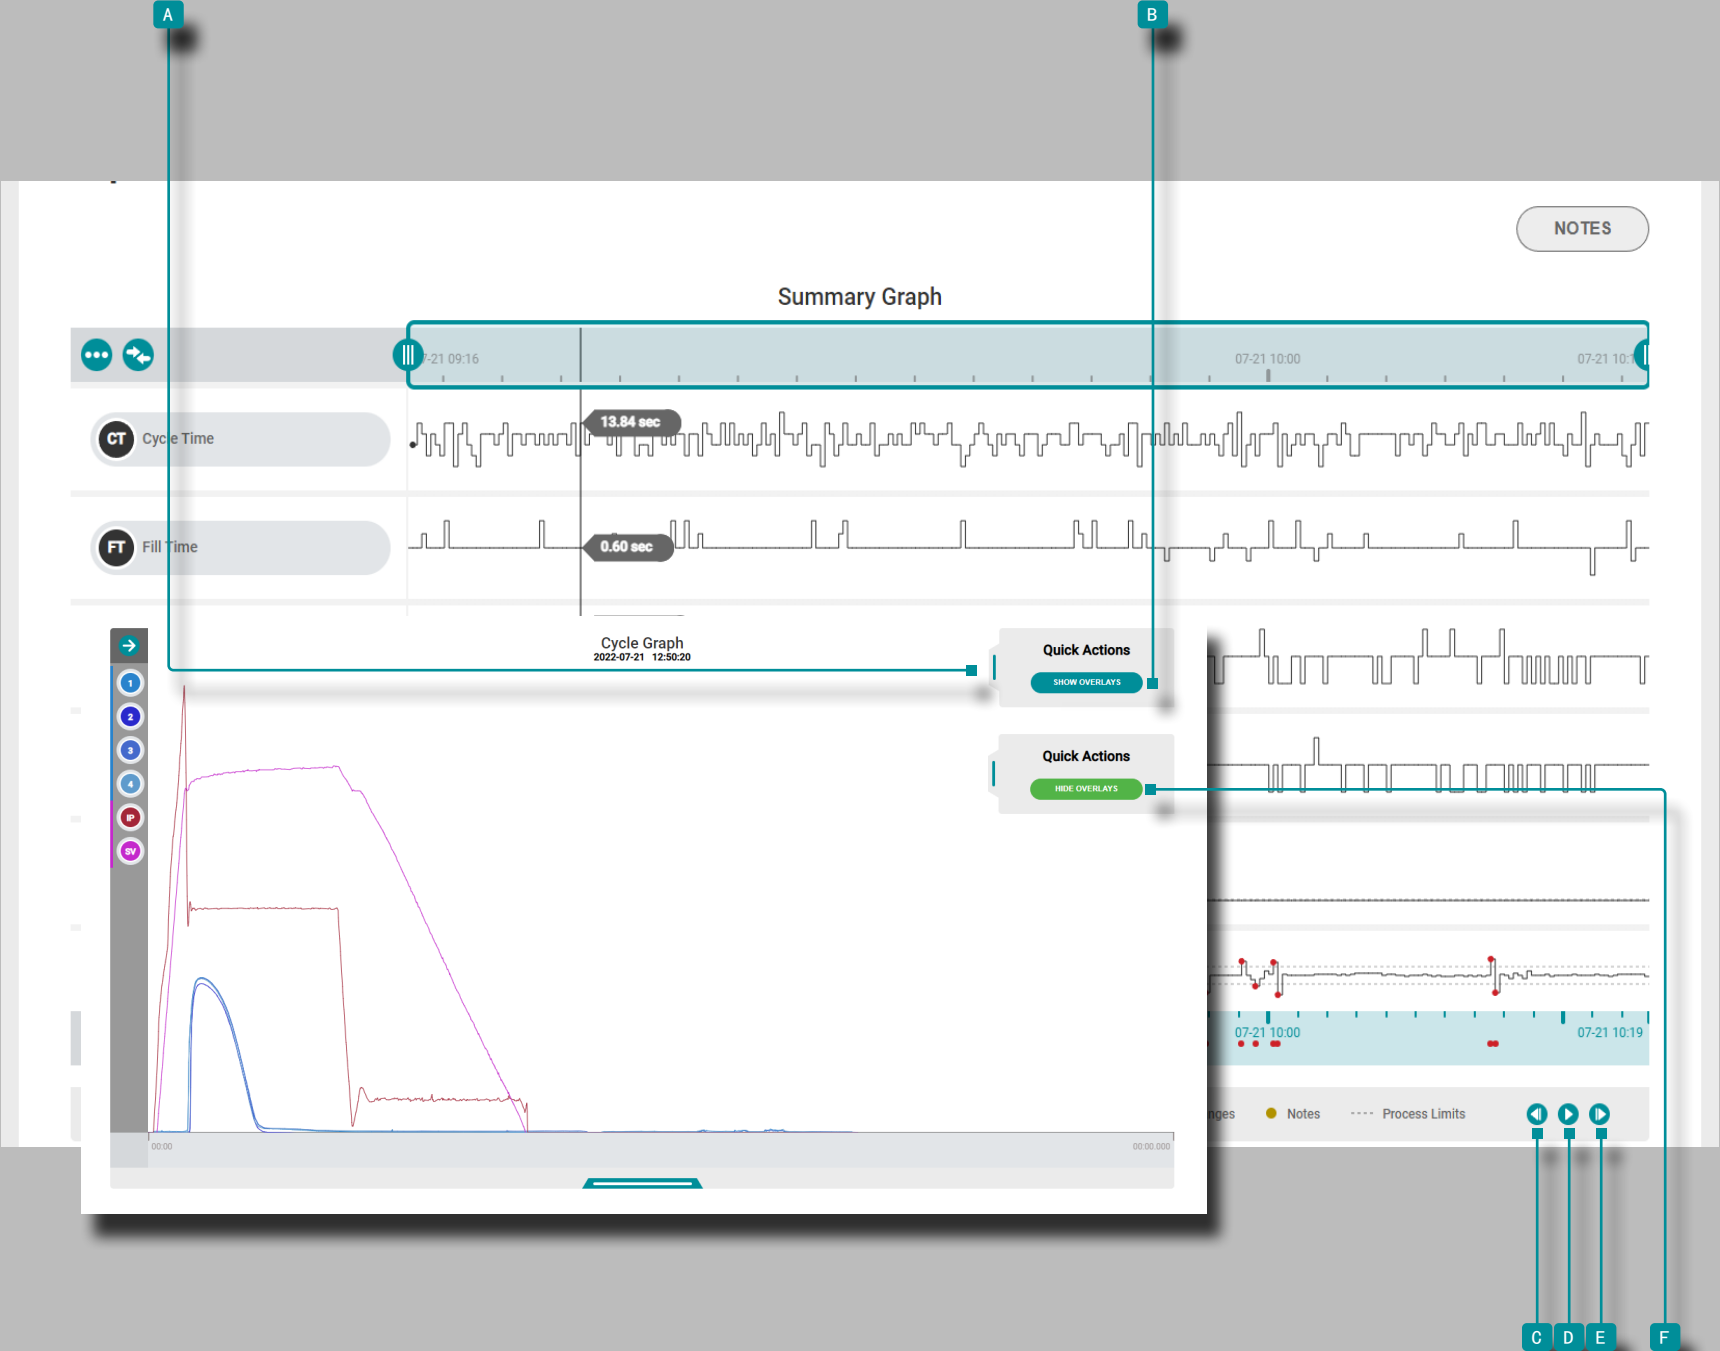 A
B
NOTES
Summary Graph
7-21 09:16
07-21 10:00
07-21 10:1
CT Cycle Time
13.84 sec
FT Fill Time
0.60 sec
Cycle Graph
2022-07-21 12:50:20
Quick Actions
SHOW OVERLAYS
1
2
3
4
IP
SV
Quick Actions
HIDE OVERLAYS
07-21 10:00
07-21 10:19
nges
Notes
Process Limits
00:00
00:00.000
C
D
E
F